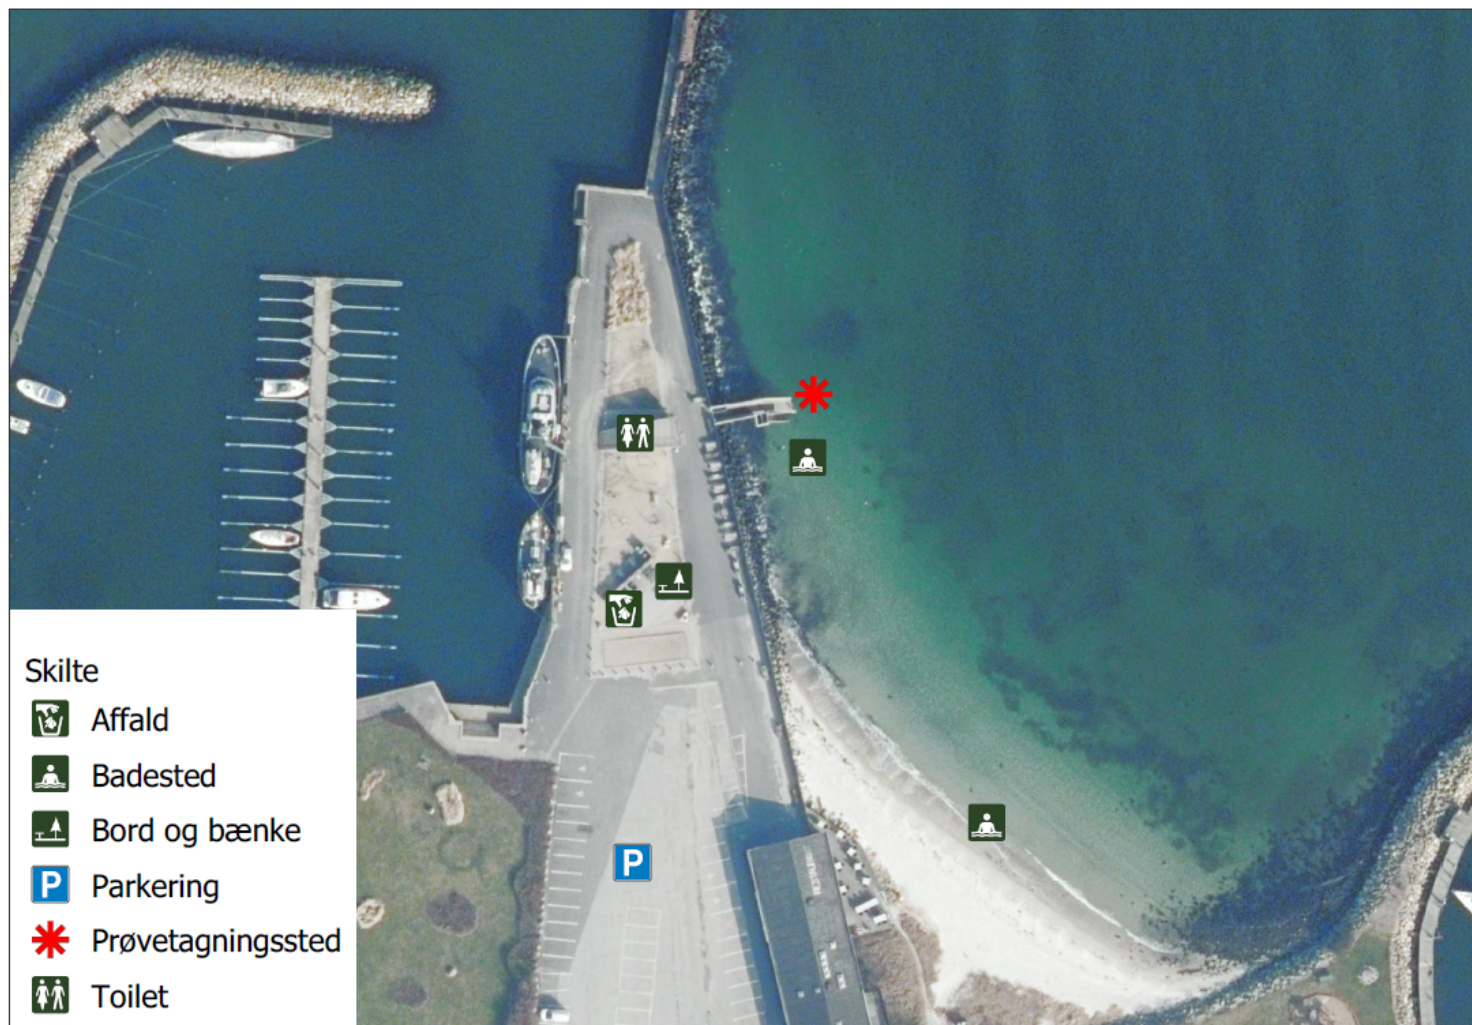 Skilte
Affald
Badested
Bord og bænke
P Parkering
Prøvetagningssted
Toilet
P